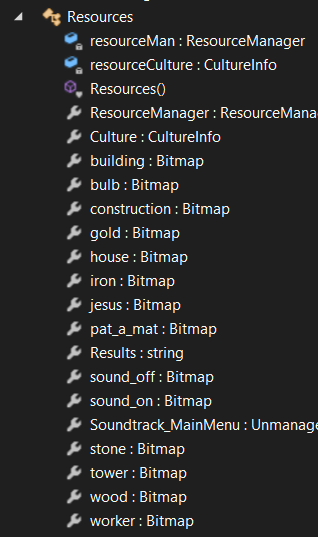 Resources
resourceMan : ResourceManager
resourceCulture : CultureInfo
Resources()
ResourceManager : ResourceMana
Culture : CultureInfo
building : Bitmap
bulb : Bitmap
construction : Bitmap
gold : Bitmap
house : Bitmap
iron : Bitmap
jesus : Bitmap
pat_a_mat : Bitmap
Results : string
sound_off : Bitmap
sound_on : Bitmap
Soundtrack_MainMenu : Unmanage
stone : Bitmap
tower : Bitmap
wood : Bitmap
worker : Bitmap